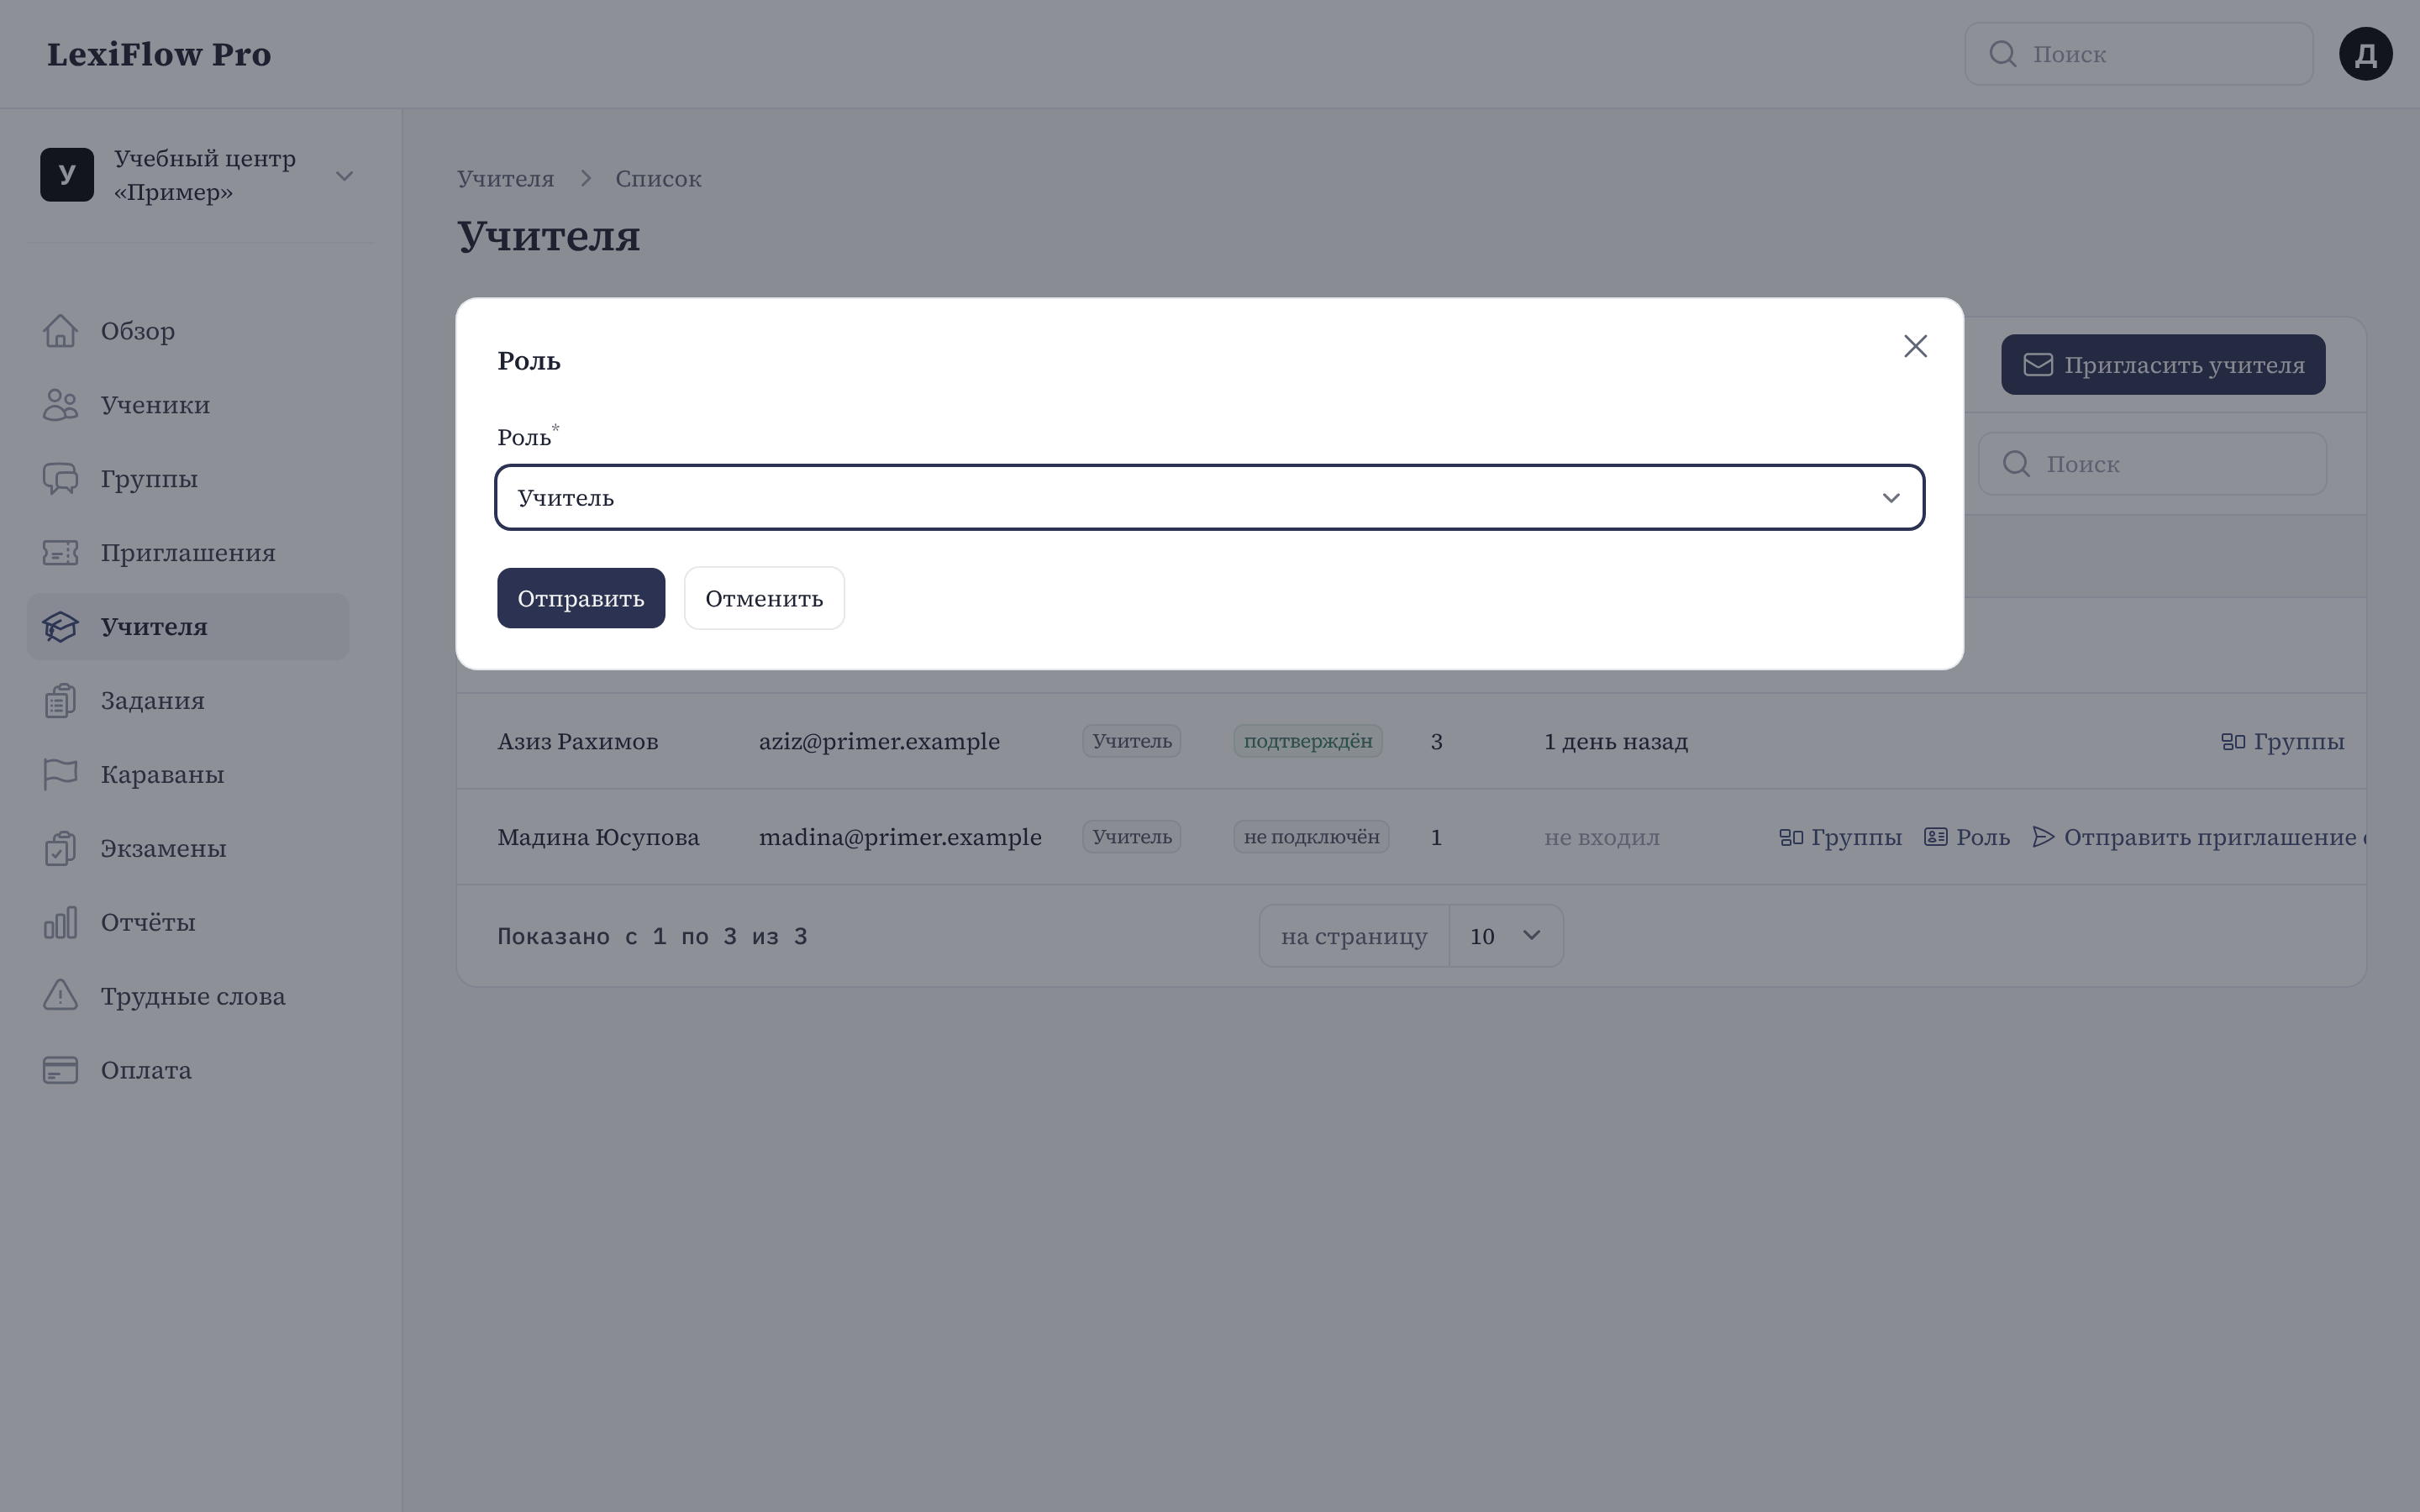 LexiFlow Pro
Поиск
Д
У
Учебный центр
«Пример»
Обзор
Ученики
Группы
Приглашения
Учителя
Задания
Караваны
Экзамены
Отчёты
Трудные слова
Оплата
Учителя
Список
Учителя
Пригласить учителя
Поиск
Роль
Роль*
Учитель
Отправить
Отменить
Азиз Рахимов aziz@primer.example Учитель подтверждён 3 1 день назад Группы
Мадина Юсупова madina@primer.example Учитель не подключён 1 не входил Группы Роль Отправить приглашение
Показано с 1 по 3 из 3
на страницу 10